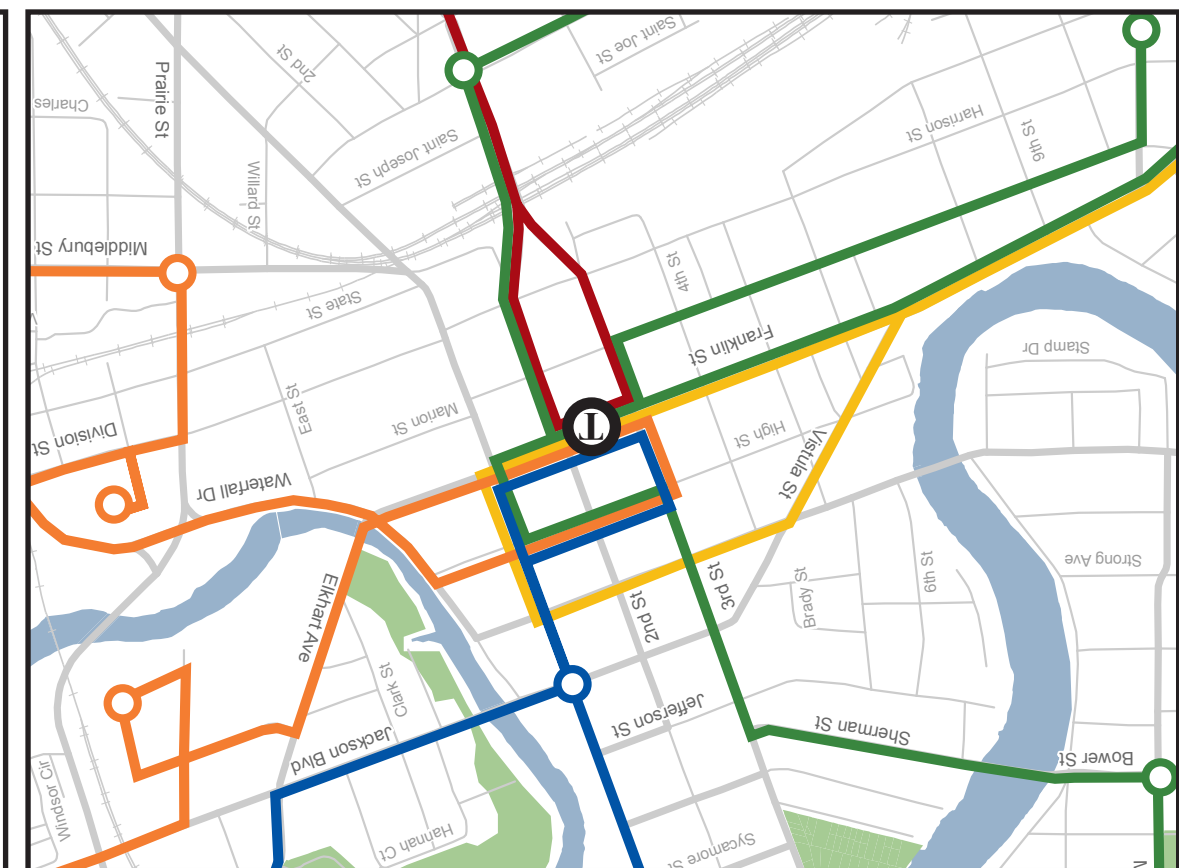 Saint Joe St
2nd St
Prairie St
Charles
Harrison St
9th St
Saint Joseph St
Willard St
Middlebury St
4th St
State St
Franklin St
Stamp Dr
East St
Marion St
T
High St
Division St
Vistula St
Waterfall Dr
Strong Ave
6th St
3rd St
Brady St
2nd St
Elkhart Ave
Clark St
Jefferson St
Sherman St
Jackson Blvd
Bower St
Windsor Cir
Hannah Ct
Sycamore St